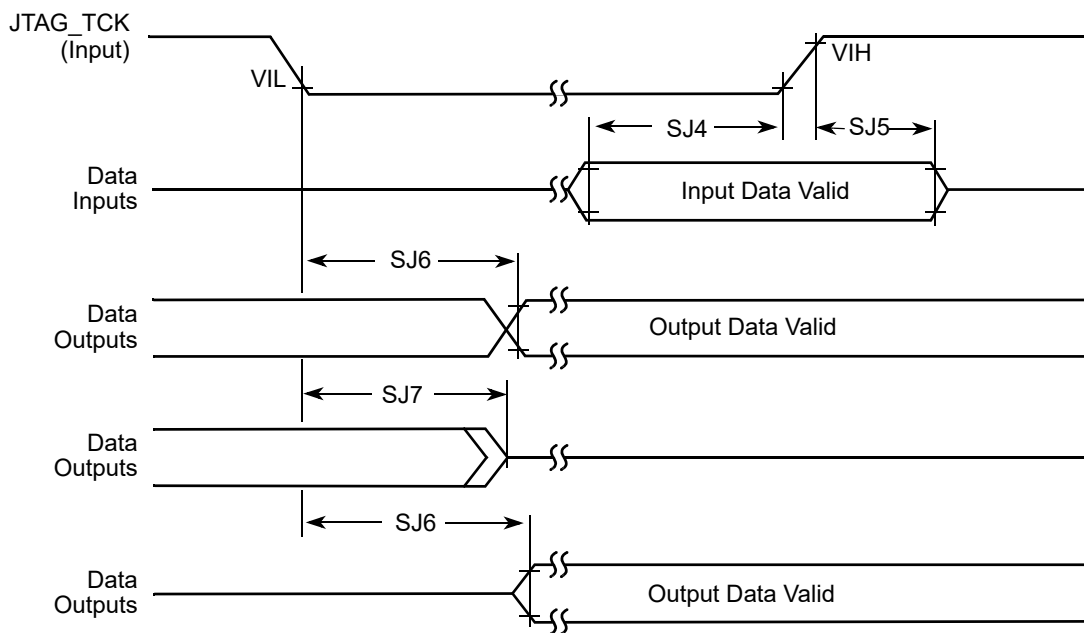 JTAG_TCK
(Input)
VIL
VIH
SJ4
SJ5
Data
Inputs
Input Data Valid
SJ6
Data
Outputs
Output Data Valid
SJ7
Data
Outputs
SJ6
Data
Outputs
Output Data Valid